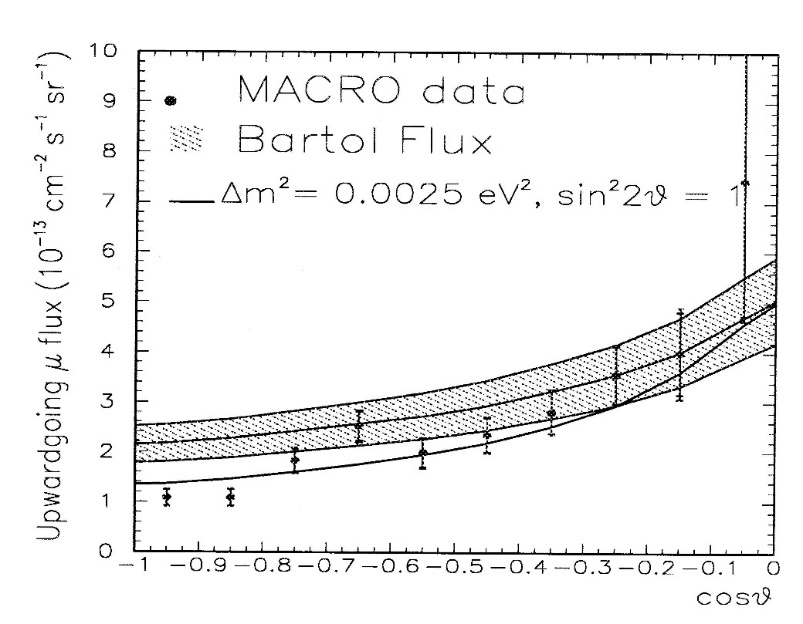 Upwardgoing μ flux (10⁻¹³ cm⁻² s⁻¹ sr⁻¹)
10
9
8
7
6
5
4
3
2
1
0
MACRO data
Bartol Flux
Δm²= 0.0025 eV², sin²2ϑ = 1
−1 −0.9 −0.8 −0.7 −0.6 −0.5 −0.4 −0.3 −0.2 −0.1 0
cosϑ